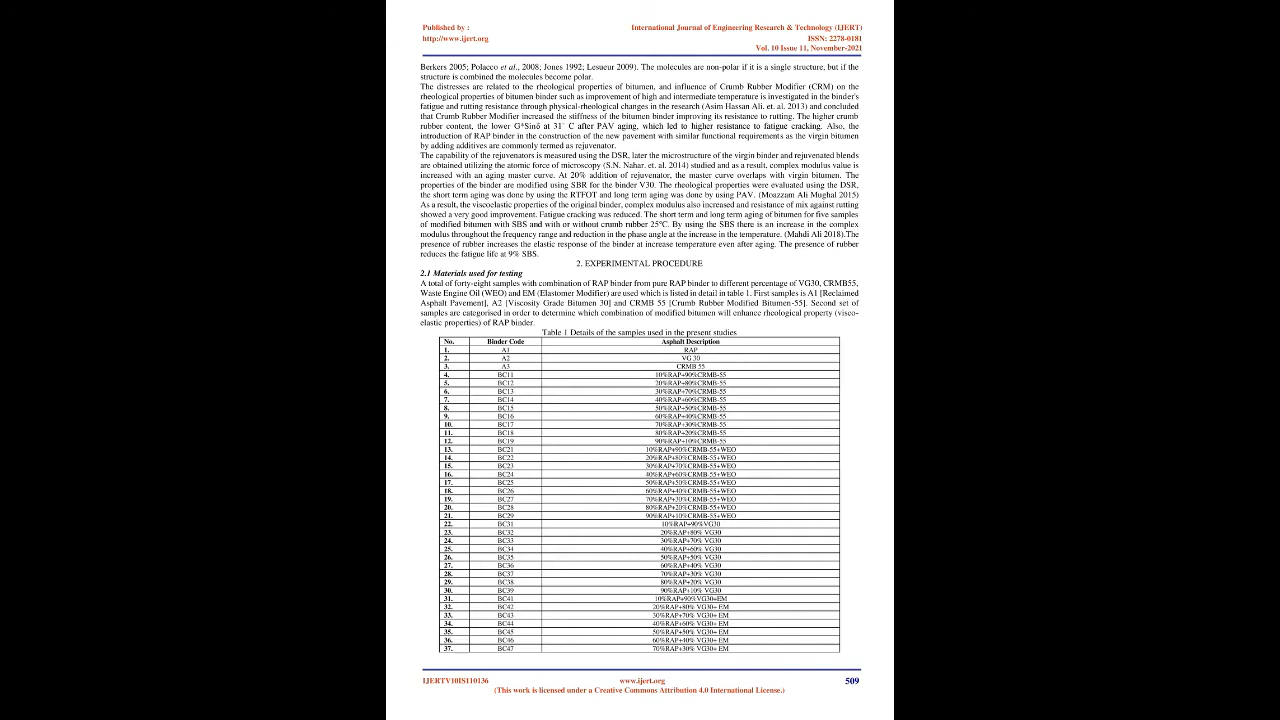 Published by :
International Journal of Engineering Research & Technology (IJERT)
http://www.ijert.org
ISSN: 2278-0181
Vol. 10 Issue 11, November-2021
Berkers 2005; Polacco et al., 2008; Jones 1992; Lesueur 2009). The molecules are non-polar if it is a single structure, but if the
structure is combined the molecules become polar.
The distresses are related to the rheological properties of bitumen, and influence of Crumb Rubber Modifier (CRM) on the
rheological properties of bitumen binder such as improvement of high and intermediate temperature is investigated in the binder's
fatigue and rutting resistance through physical-rheological changes in the research (Asim Hassan Ali. et. al. 2013) and concluded
that Crumb Rubber Modifier increased the stiffness of the bitumen binder improving its resistance to rutting. The higher crumb
rubber content, the lower G*Sinδ at 31˚ C after PAV aging, which led to higher resistance to fatigue cracking. Also, the
introduction of RAP binder in the construction of the new pavement with similar functional requirements as the virgin bitumen
by adding additives are commonly termed as rejuvenator.
The capability of the rejuvenators is measured using the DSR, later the microstructure of the virgin binder and rejuvenated blends
are obtained utilizing the atomic force of microscopy (S.N. Nahar. et. al. 2014) studied and as a result, complex modulus value is
increased with an aging master curve. At 20% addition of rejuvenator, the master curve overlaps with virgin bitumen. The
properties of the binder are modified using SBR for the binder V30. The rheological properties were evaluated using the DSR,
the short term aging was done by using the RTFOT and long term aging was done by using PAV. (Moazzam Ali Mughal 2015)
As a result, the viscoelastic properties of the original binder, complex modulus also increased and resistance of mix against rutting
showed a very good improvement. Fatigue cracking was reduced. The short term and long term aging of bitumen for five samples
of modified bitumen with SBS and with or without crumb rubber 25°C. By using the SBS there is an increase in the complex
modulus throughout the frequency range and reduction in the phase angle at the increase in the temperature. (Mahdi Ali 2018).The
presence of rubber increases the elastic response of the binder at increase temperature even after aging. The presence of rubber
reduces the fatigue life at 9% SBS.
2. EXPERIMENTAL PROCEDURE
2.1 Materials used for testing
A total of forty-eight samples with combination of RAP binder from pure RAP binder to different percentage of VG30, CRMB55,
Waste Engine Oil (WEO) and EM (Elastomer Modifier) are used which is listed in detail in table 1. First samples is A1 [Reclaimed
Asphalt Pavement], A2 [Viscosity Grade Bitumen 30] and CRMB 55 [Crumb Rubber Modified Bitumen-55]. Second set of
samples are categorised in order to determine which combination of modified bitumen will enhance rheological property (visco-
elastic properties) of RAP binder.
Table 1 Details of the samples used in the present studies
No. Binder Code Asphalt Description
1. A1 RAP
2. A2 VG 30
3. A3 CRMB 55
4. BC11 10%RAP+90%CRMB-55
5. BC12 20%RAP+80%CRMB-55
6. BC13 30%RAP+70%CRMB-55
7. BC14 40%RAP+60%CRMB-55
8. BC15 50%RAP+50%CRMB-55
9. BC16 60%RAP+40%CRMB-55
10. BC17 70%RAP+30%CRMB-55
11. BC18 80%RAP+20%CRMB-55
12. BC19 90%RAP+10%CRMB-55
13. BC21 10%RAP+90%CRMB-55+WEO
14. BC22 20%RAP+80%CRMB-55+WEO
15. BC23 30%RAP+70%CRMB-55+WEO
16. BC24 40%RAP+60%CRMB-55+WEO
17. BC25 50%RAP+50%CRMB-55+WEO
18. BC26 60%RAP+40%CRMB-55+WEO
19. BC27 70%RAP+30%CRMB-55+WEO
20. BC28 80%RAP+20%CRMB-55+WEO
21. BC29 90%RAP+10%CRMB-55+WEO
22. BC31 10%RAP+90%VG30
23. BC32 20%RAP+80% VG30
24. BC33 30%RAP+70% VG30
25. BC34 40%RAP+60% VG30
26. BC35 50%RAP+50% VG30
27. BC36 60%RAP+40% VG30
28. BC37 70%RAP+30% VG30
29. BC38 80%RAP+20% VG30
30. BC39 90%RAP+10% VG30
31. BC41 10%RAP+90%VG30+EM
32. BC42 20%RAP+80% VG30+ EM
33. BC43 30%RAP+70% VG30+ EM
34. BC44 40%RAP+60% VG30+ EM
35. BC45 50%RAP+50% VG30+ EM
36. BC46 60%RAP+40% VG30+ EM
37. BC47 70%RAP+30% VG30+ EM
IJERTV10IS110136 www.ijert.org 509
(This work is licensed under a Creative Commons Attribution 4.0 International License.)